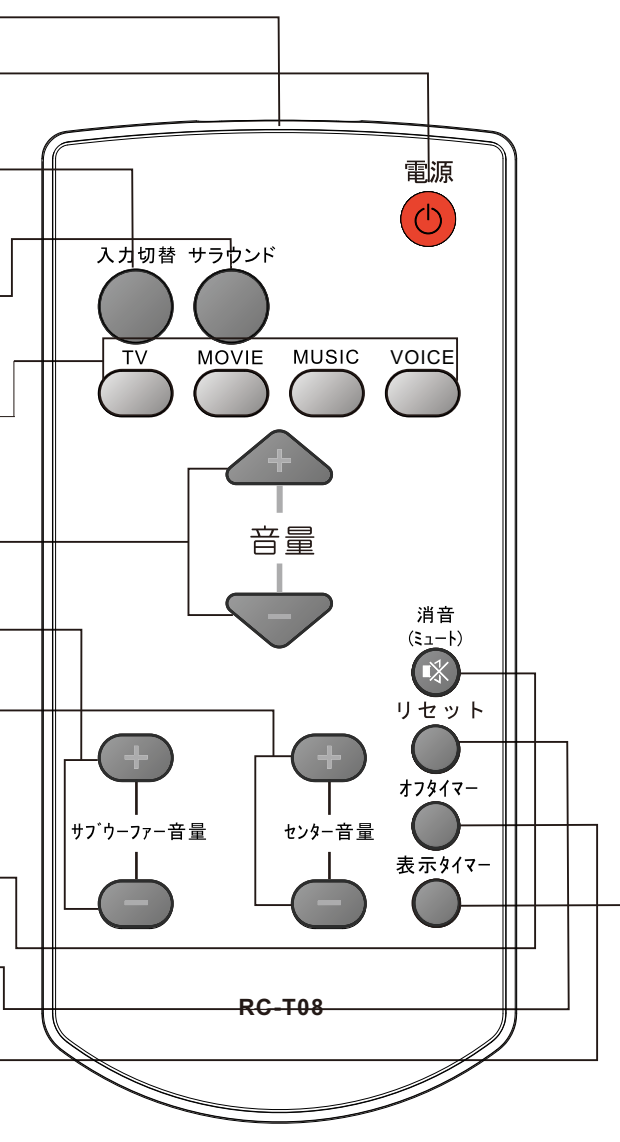 電源
入力切替 サラウンド
TV MOVIE MUSIC VOICE
音量
消音
(ミュート)
リセット
オフタイマー
サブウーファー音量 センター音量
表示タイマー
RC-T08